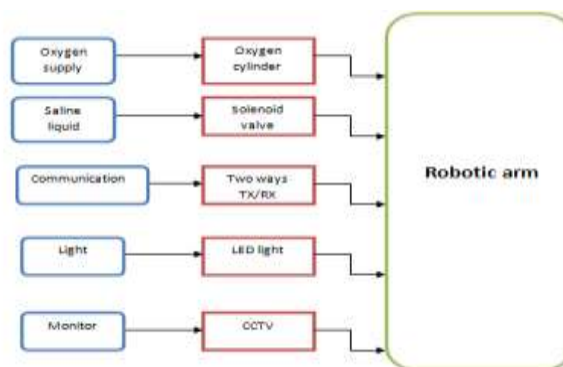 Oxygen
supply
Oxygen
cylinder
Saline
liquid
Solenoid
valve
Communication
Two ways
TX/RX
Robotic arm
Light
LED light
Monitor
CCTV